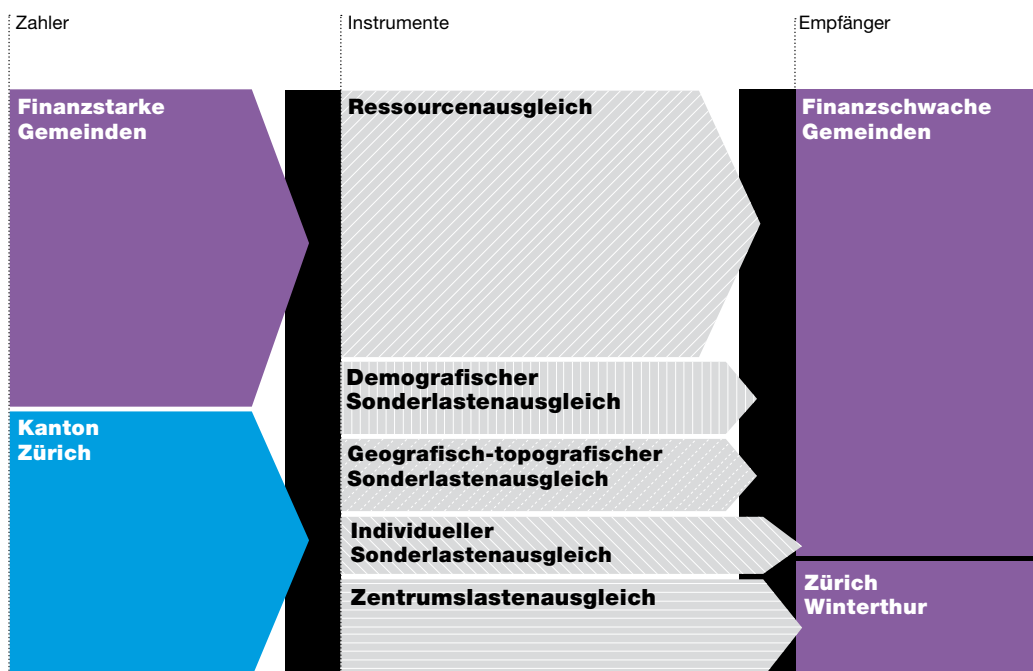 Zahler
Instrumente
Empfänger
Finanzstarke
Gemeinden
Ressourcenausgleich
Finanzschwache
Gemeinden
Demografischer
Sonderlastenausgleich
Kanton
Zürich
Geografisch-topografischer
Sonderlastenausgleich
Individueller
Sonderlastenausgleich
Zentrumslastenausgleich
Zürich
Winterthur